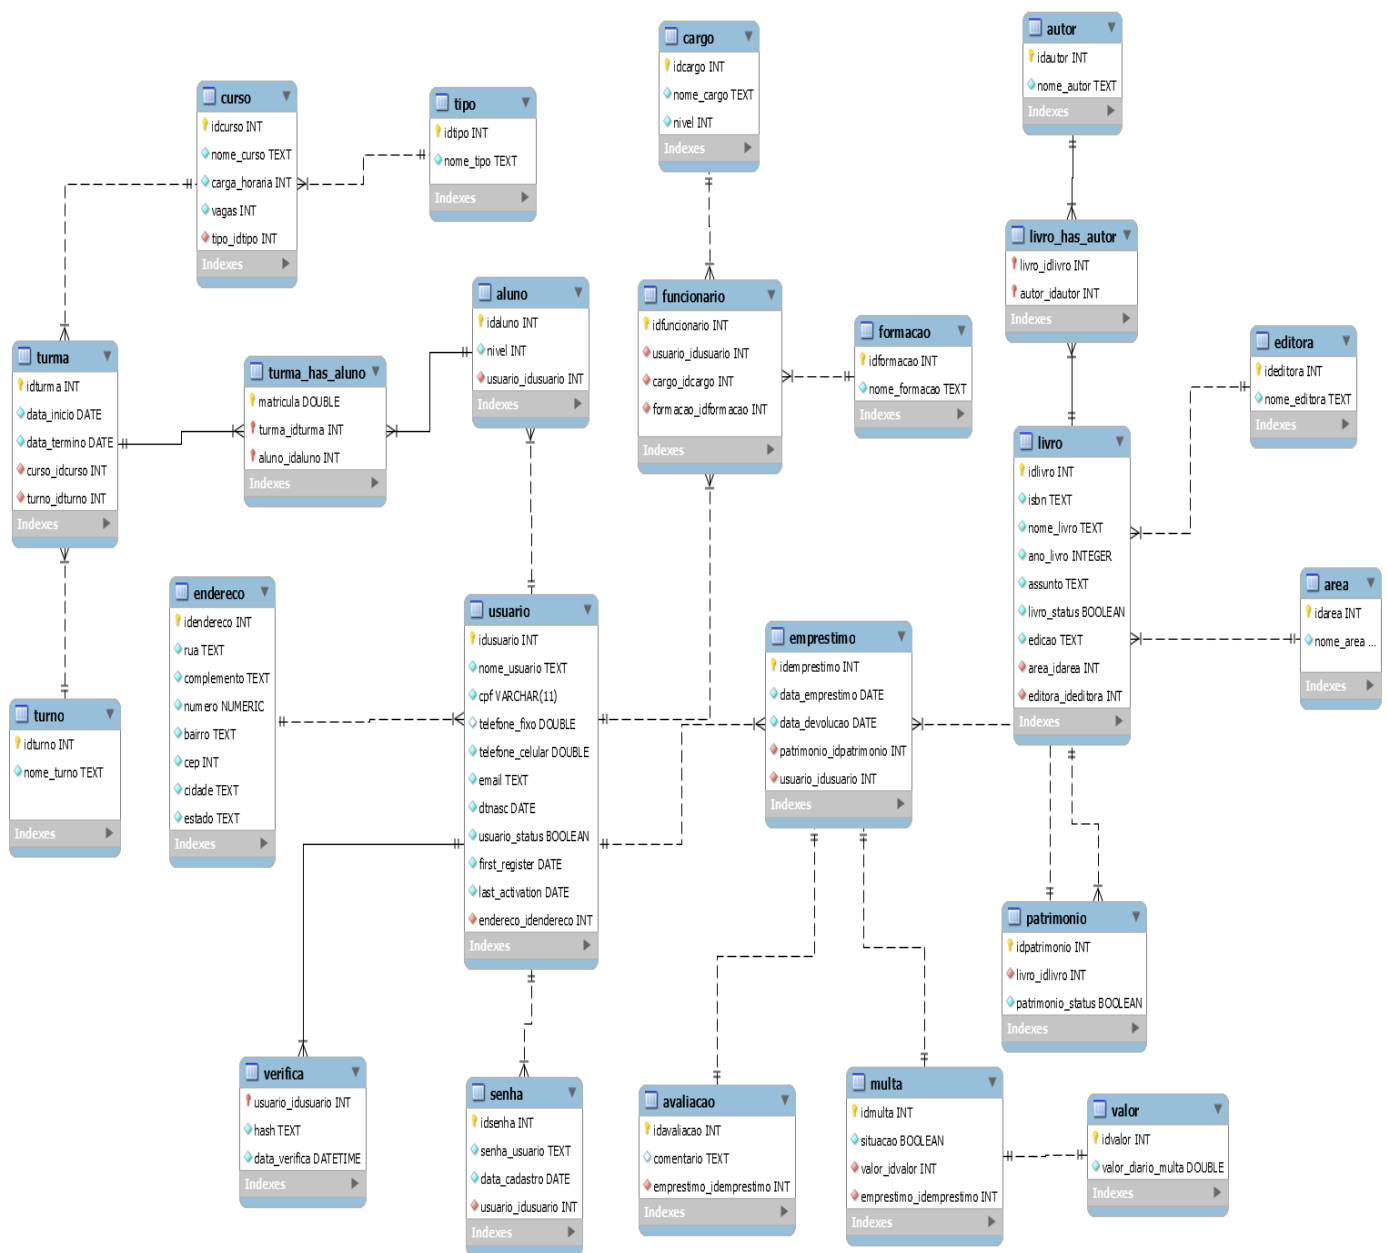 cargo
idcargo INT
nome_cargo TEXT
nivel INT
Indexes
autor
idautor INT
nome_autor TEXT
Indexes
curso
idcurso INT
nome_curso TEXT
carga_horaria INT
vagas INT
tipo_idtipo INT
Indexes
tipo
idtipo INT
nome_tipo TEXT
Indexes
livro_has_autor
livro_idlivro INT
autor_idautor INT
Indexes
aluno
idaluno INT
nivel INT
usuario_idusuario INT
Indexes
funcionario
idfuncionario INT
usuario_idusuario INT
cargo_idcargo INT
formacao_idformacao INT
Indexes
formacao
idformacao INT
nome_formacao TEXT
Indexes
editora
ideditora INT
nome_editora TEXT
Indexes
turma
idturma INT
data_inicio DATE
data_termino DATE
curso_idcurso INT
turno_idturno INT
Indexes
turma_has_aluno
matricula DOUBLE
turma_idturma INT
aluno_idaluno INT
Indexes
livro
idlivro INT
isbn TEXT
nome_livro TEXT
ano_livro INTEGER
assunto TEXT
livro_status BOOLEAN
edicao TEXT
area_idarea INT
editora_ideditora INT
Indexes
area
idarea INT
nome_area ...
Indexes
endereco
idendereco INT
rua TEXT
complemento TEXT
numero NUMERIC
bairro TEXT
cep INT
cidade TEXT
estado TEXT
Indexes
usuario
idusuario INT
nome_usuario TEXT
cpf VARCHAR(11)
telefone_fixo DOUBLE
telefone_celular DOUBLE
email TEXT
dtnasc DATE
usuario_status BOOLEAN
first_register DATE
last_activation DATE
endereco_idendereco INT
Indexes
emprestimo
idemprestimo INT
data_emprestimo DATE
data_devolucao DATE
patrimonio_idpatrimonio INT
usuario_idusuario INT
Indexes
turno
idturno INT
nome_turno TEXT
Indexes
patrimonio
idpatrimonio INT
livro_idlivro INT
patrimonio_status BOOLEAN
Indexes
verifica
usuario_idusuario INT
hash TEXT
data_verifica DATETIME
Indexes
senha
idsenha INT
senha_usuario TEXT
data_cadastro DATE
usuario_idusuario INT
Indexes
avaliacao
idavaliacao INT
comentario TEXT
emprestimo_idemprestimo INT
Indexes
multa
idmulta INT
situacao BOOLEAN
valor_idvalor INT
emprestimo_idemprestimo INT
Indexes
valor
idvalor INT
valor_diario_multa DOUBLE
Indexes